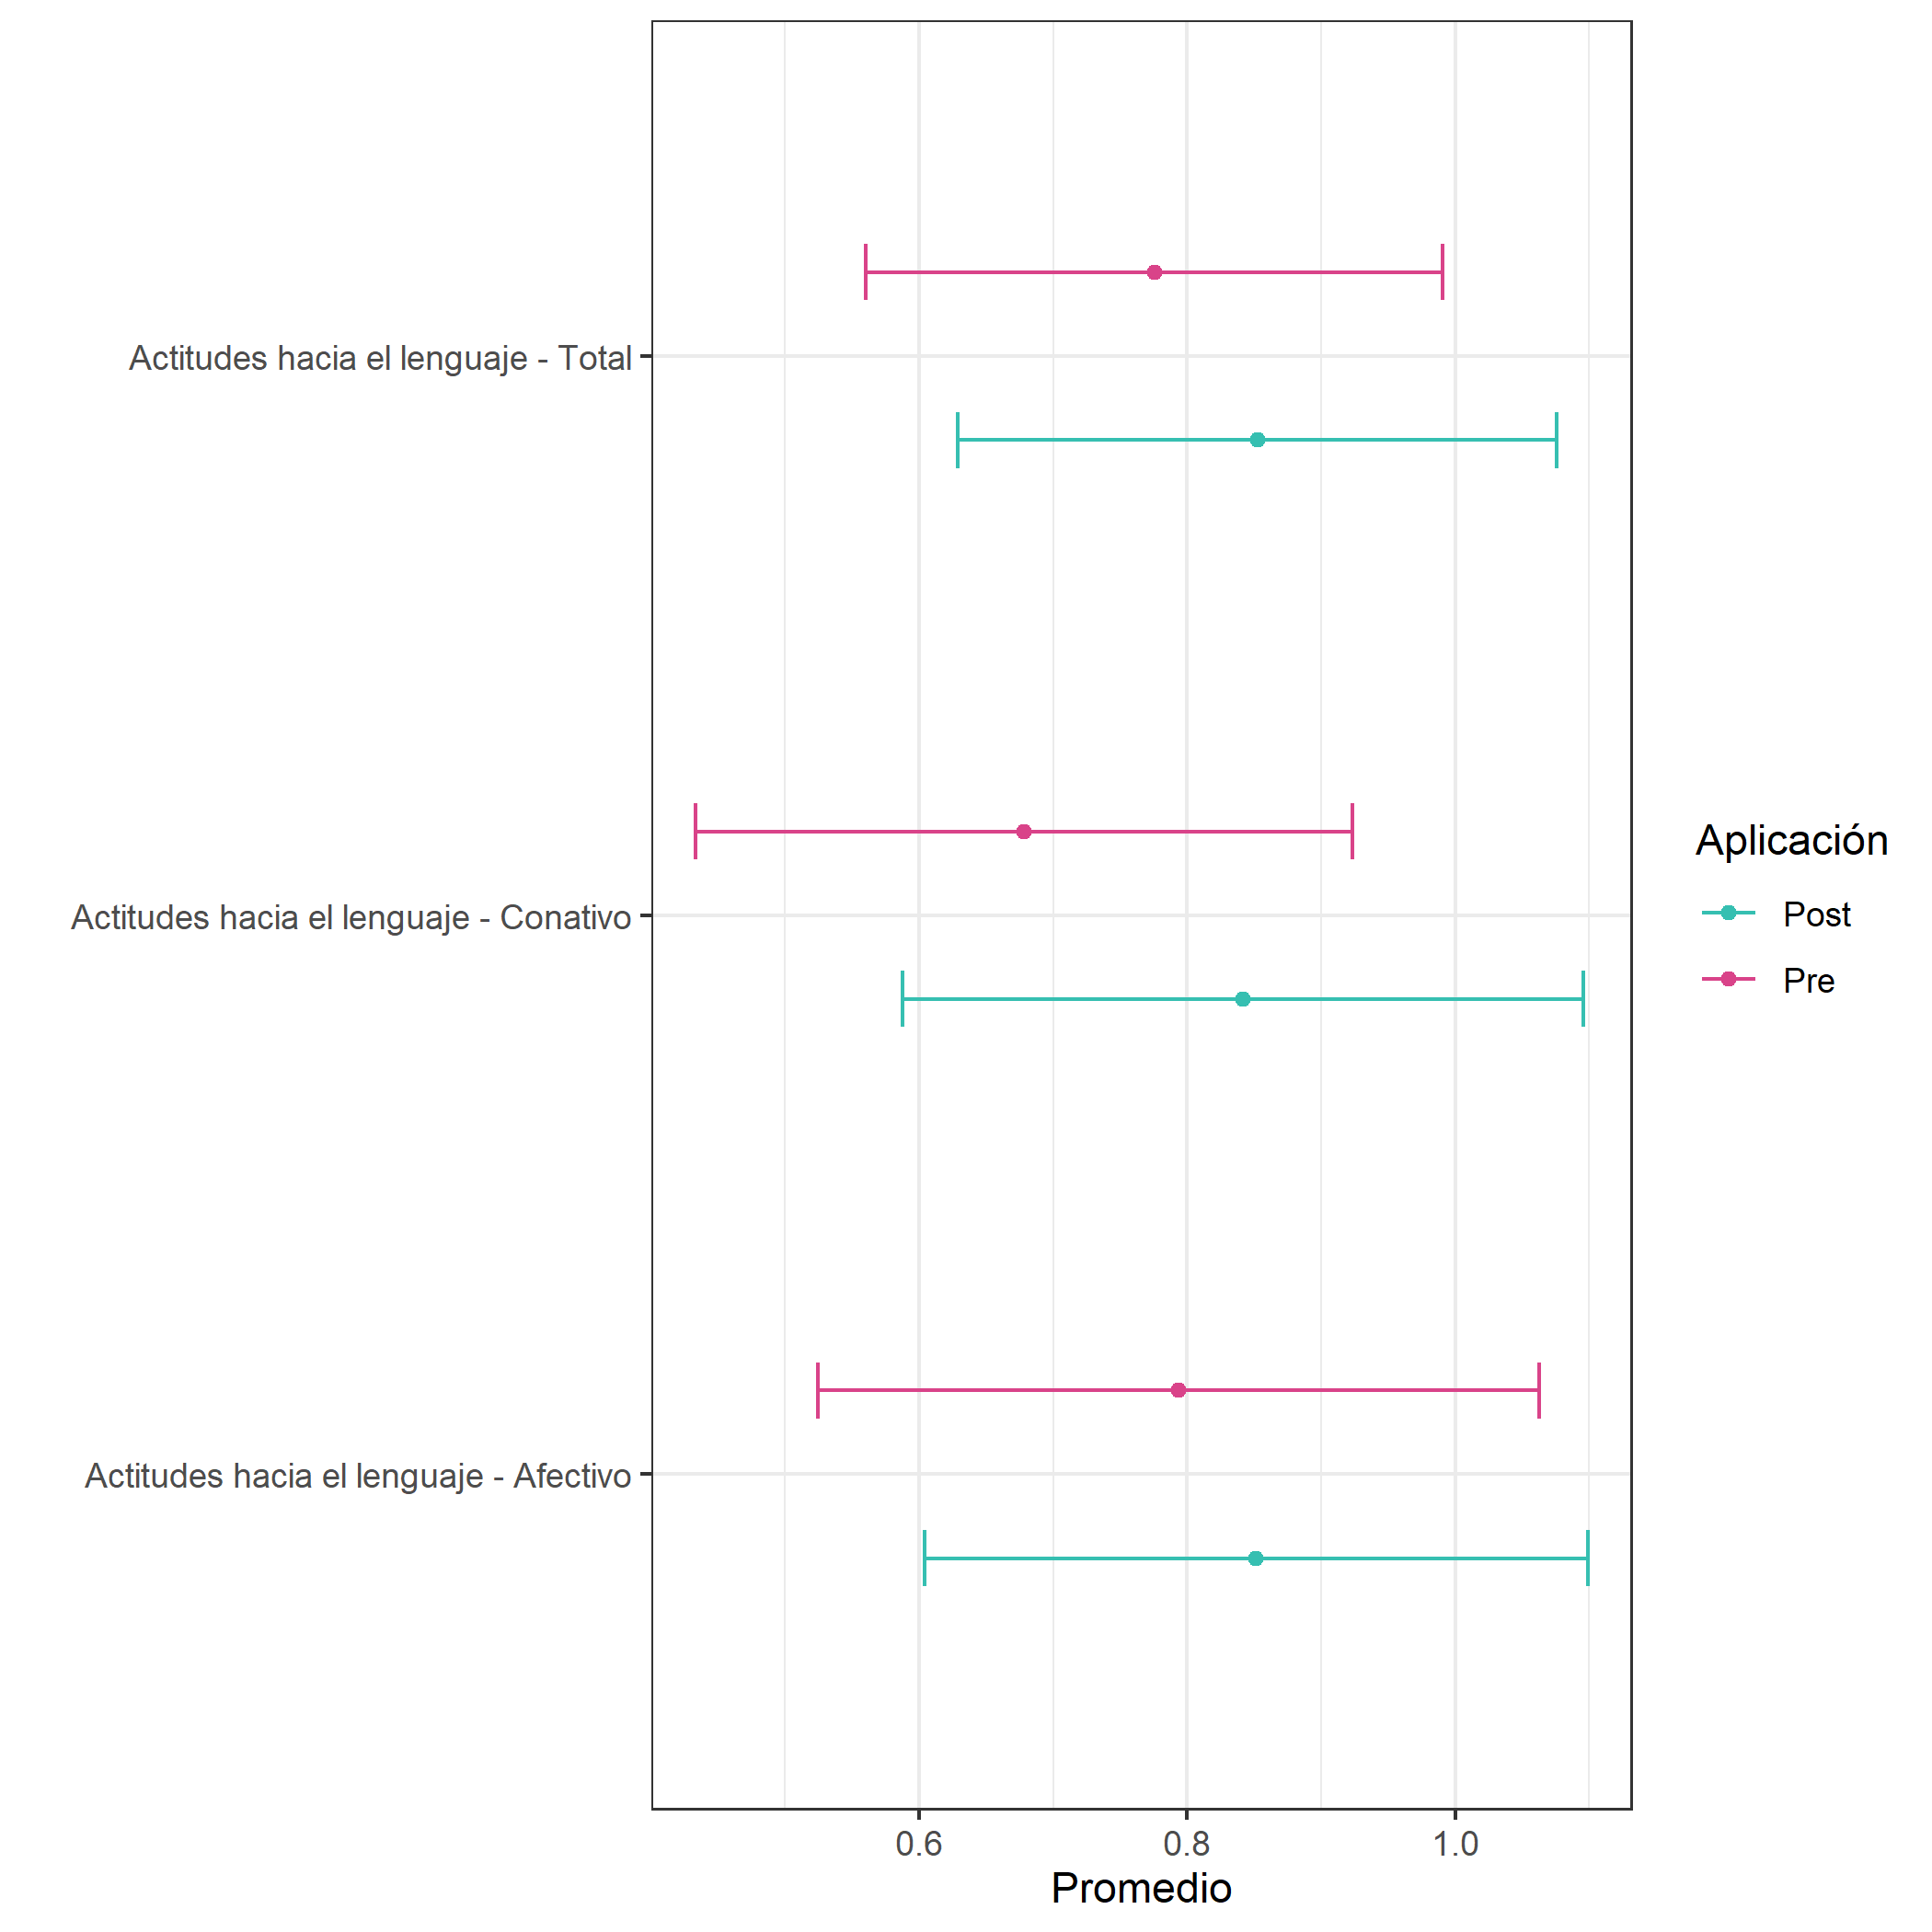 Actitudes hacia el lenguaje - Total
Actitudes hacia el lenguaje - Conativo
Actitudes hacia el lenguaje - Afectivo
0.6
0.8
1.0
Promedio
Aplicación
Post
Pre